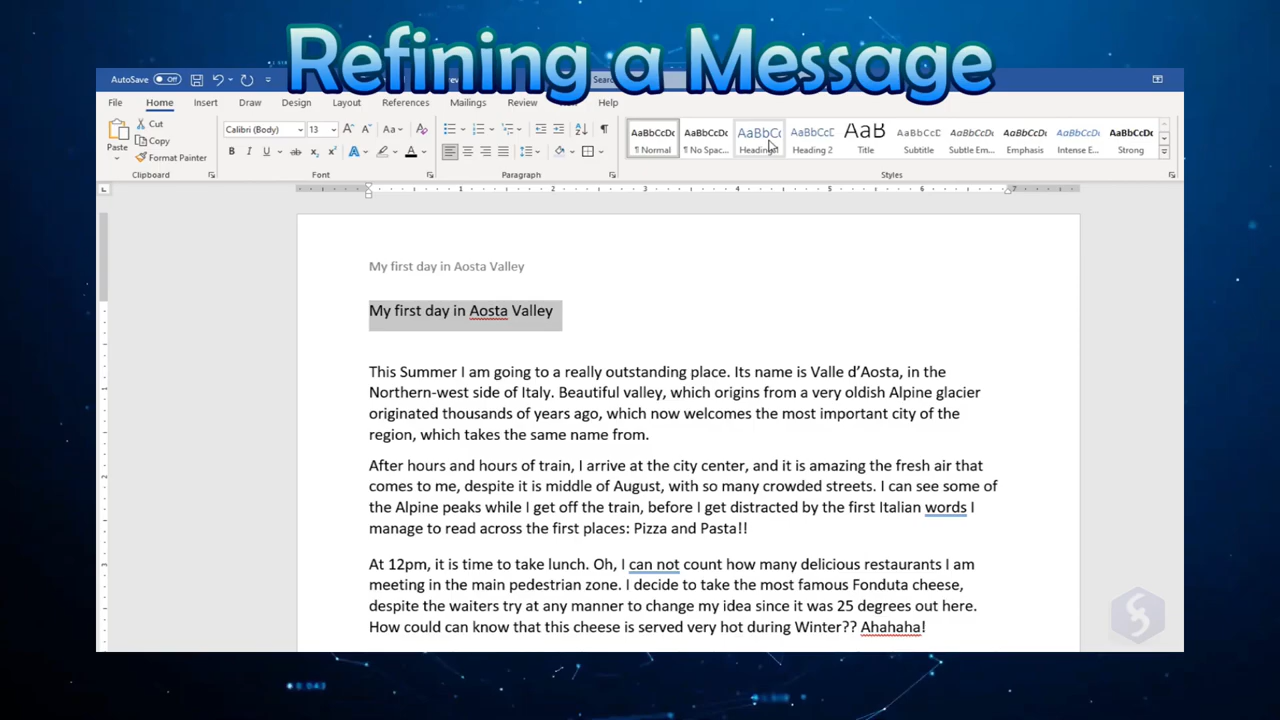 Refining a Message
AutoSave Off
File Home Insert Draw Design Layout References Mailings Review Help
Paste Cut
Copy
Format Painter
Clipboard
Calibri (Body) 13
Font
Paragraph
AaBbCcDc AaBbCcDc AaBbCc AaBbCcD AaB AaBbCcD AaBbCcDc AaBbCcDc AaBbCcDc AaBbCcDc
¶ Normal ¶ No Spac... Heading 1 Heading 2 Title Subtitle Subtle Em... Emphasis Intense E... Strong
Styles
1 2 3 4 5 6 7
My first day in Aosta Valley
My first day in Aosta Valley
This Summer I am going to a really outstanding place. Its name is Valle d’Aosta, in the
Northern-west side of Italy. Beautiful valley, which origins from a very oldish Alpine glacier
originated thousands of years ago, which now welcomes the most important city of the
region, which takes the same name from.
After hours and hours of train, I arrive at the city center, and it is amazing the fresh air that
comes to me, despite it is middle of August, with so many crowded streets. I can see some of
the Alpine peaks while I get off the train, before I get distracted by the first Italian words I
manage to read across the first places: Pizza and Pasta!!
At 12pm, it is time to take lunch. Oh, I can not count how many delicious restaurants I am
meeting in the main pedestrian zone. I decide to take the most famous Fonduta cheese,
despite the waiters try at any manner to change my idea since it was 25 degrees out here.
How could can know that this cheese is served very hot during Winter?? Ahahaha!